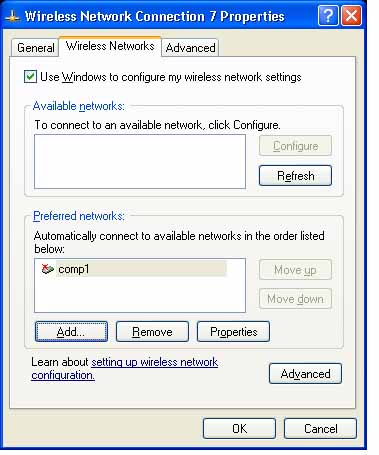 Wireless Network Connection 7 Properties
General
Wireless Networks
Advanced
Use Windows to configure my wireless network settings
Available networks:
To connect to an available network, click Configure.
Configure
Refresh
Preferred networks:
Automatically connect to available networks in the order listed
below:
comp1
Move up
Move down
Add...
Remove
Properties
Learn about setting up wireless network
configuration.
Advanced
OK
Cancel